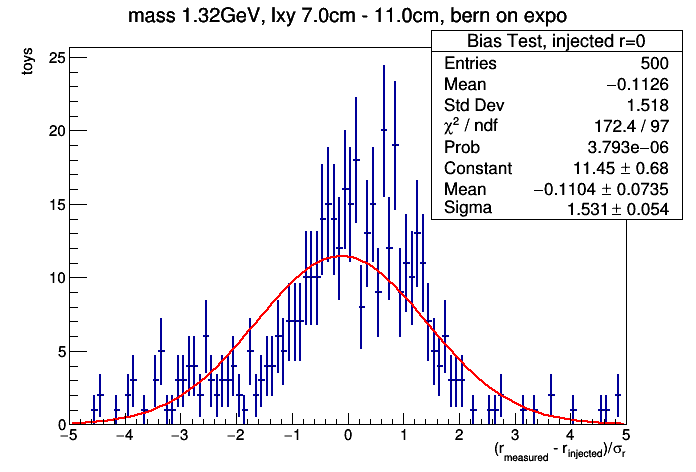 mass 1.32GeV, lxy 7.0cm - 11.0cm, bern on expo
Bias Test, injected r=0
Entries 500
Mean −0.1126
Std Dev 1.518
χ² / ndf 172.4 / 97
Prob 3.793e−06
Constant 11.45 ± 0.68
Mean −0.1104 ± 0.0735
Sigma 1.531 ± 0.054
toys
25
20
15
10
5
0
−5 −4 −3 −2 −1 0 1 2 3 4 5
(r_measured - r_injected)/σ_r